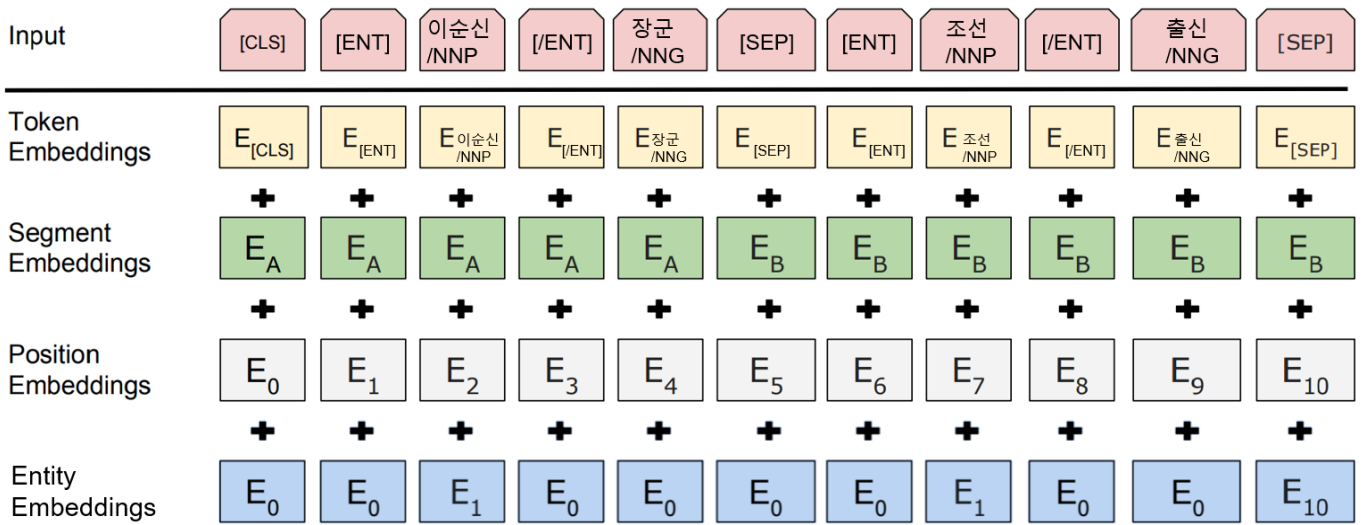 Input [CLS] [ENT] 이순신 /NNP [/ENT] 장군 /NNG [SEP] [ENT] 조선 /NNP [/ENT] 출신 /NNG [SEP]
Token Embeddings E[CLS] E[ENT] E이순신/NNP E[/ENT] E장군/NNG E[SEP] E[ENT] E조선/NNP E[/ENT] E출신/NNG E[SEP]
+ + + + + + + + + + +
Segment Embeddings EA EA EA EA EA EB EB EB EB EB EB
+ + + + + + + + + + +
Position Embeddings E0 E1 E2 E3 E4 E5 E6 E7 E8 E9 E10
+ + + + + + + + + + +
Entity Embeddings E0 E0 E1 E0 E0 E0 E0 E1 E0 E0 E10